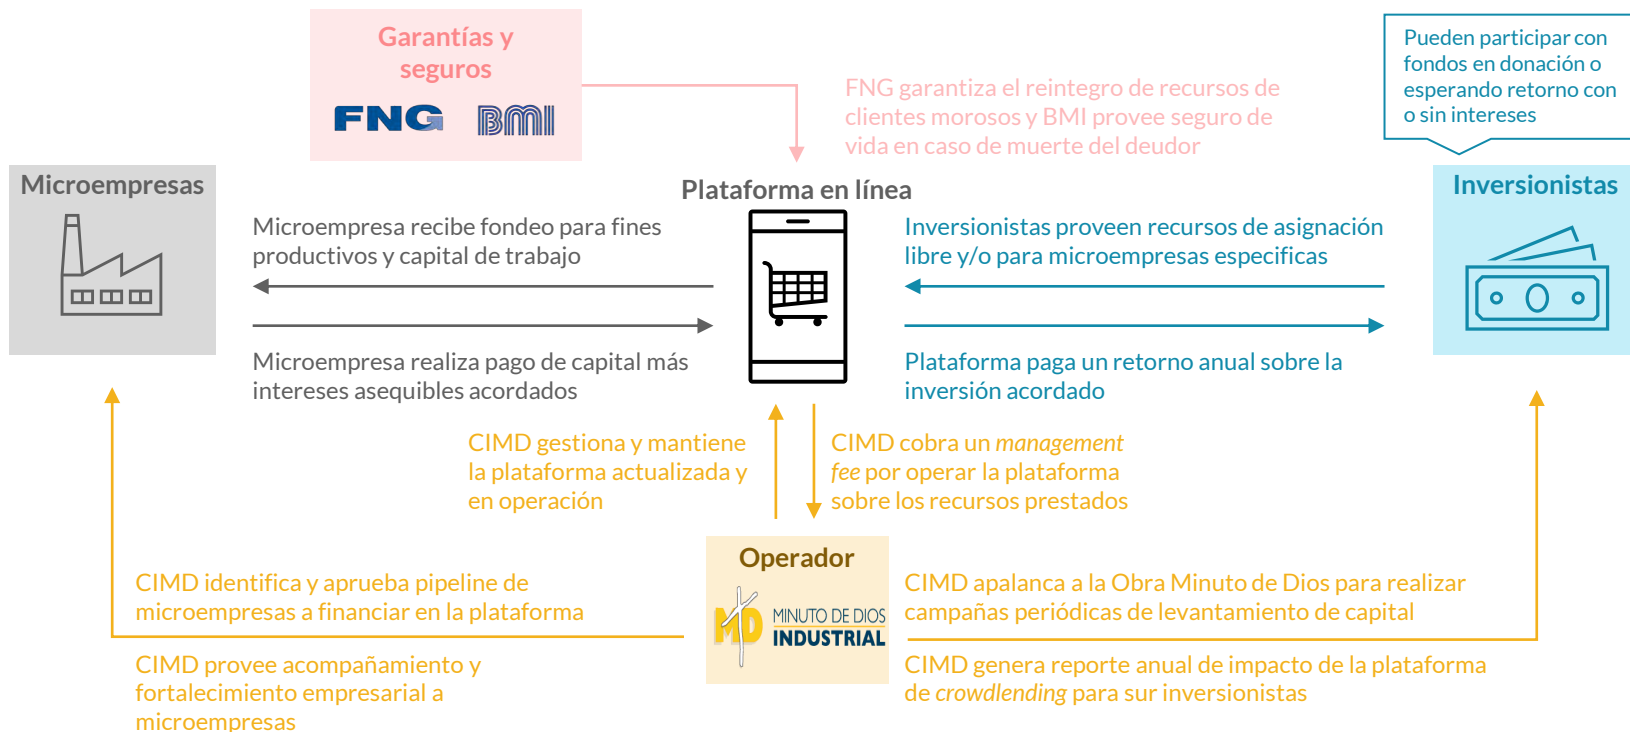 Garantías y
seguros
FNG BMI
FNG garantiza el reintegro de recursos de
clientes morosos y BMI provee seguro de
vida en caso de muerte del deudor
Pueden participar con
fondos en donación o
esperando retorno con
o sin intereses
Microempresas
Plataforma en línea
Inversionistas
Microempresa recibe fondeo para fines
productivos y capital de trabajo
Inversionistas proveen recursos de asignación
libre y/o para microempresas especificas
Microempresa realiza pago de capital más
intereses asequibles acordados
Plataforma paga un retorno anual sobre la
inversión acordado
CIMD gestiona y mantiene
la plataforma actualizada y
en operación
CIMD cobra un management
fee por operar la plataforma
sobre los recursos prestados
Operador
MD MINUTO DE DIOS
INDUSTRIAL
CIMD identifica y aprueba pipeline de
microempresas a financiar en la plataforma
CIMD provee acompañamiento y
fortalecimiento empresarial a
microempresas
CIMD apalanca a la Obra Minuto de Dios para realizar
campañas periódicas de levantamiento de capital
CIMD genera reporte anual de impacto de la plataforma
de crowdlending para sur inversionistas